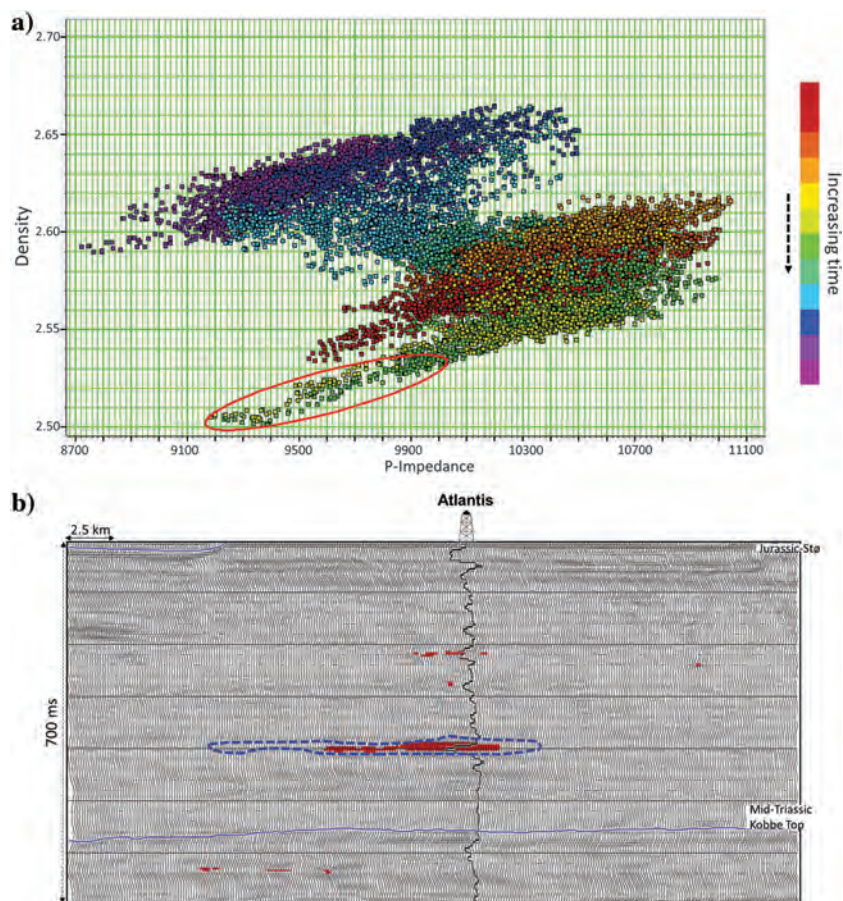 a)
2.70
2.65
2.60
2.55
2.50
Density
8700 9100 9500 9900 10300 10700 11100
P-Impedance
Increasing time
b)
Atlantis
2.5 km
Jurassic-Stø
700 ms
Mid-Triassic
Kobbe Top